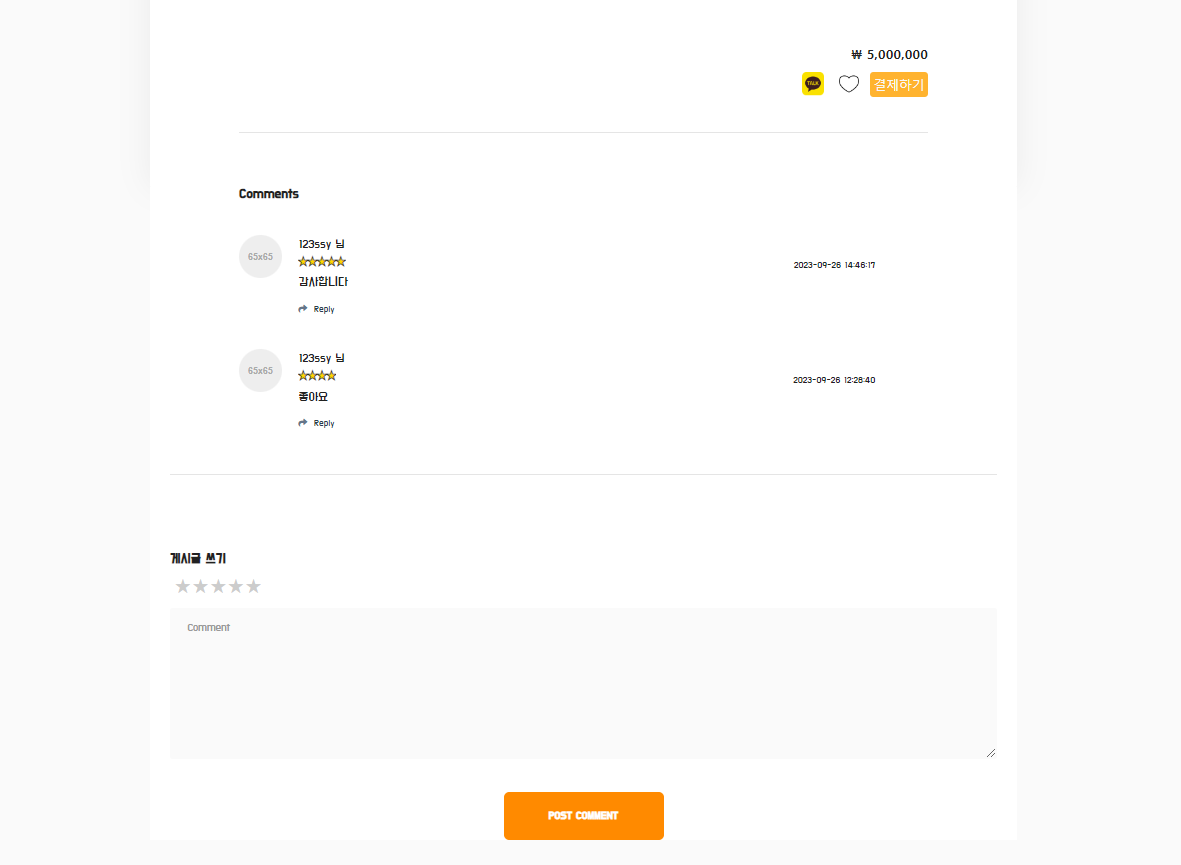 ₩ 5,000,000
TALK
결제하기
Comments
65x65
123ssy 님
2023-09-26 14:46:17
감사합니다
Reply
65x65
123ssy 님
2023-09-26 12:28:40
좋아요
Reply
게시글 쓰기
Comment
POST COMMENT